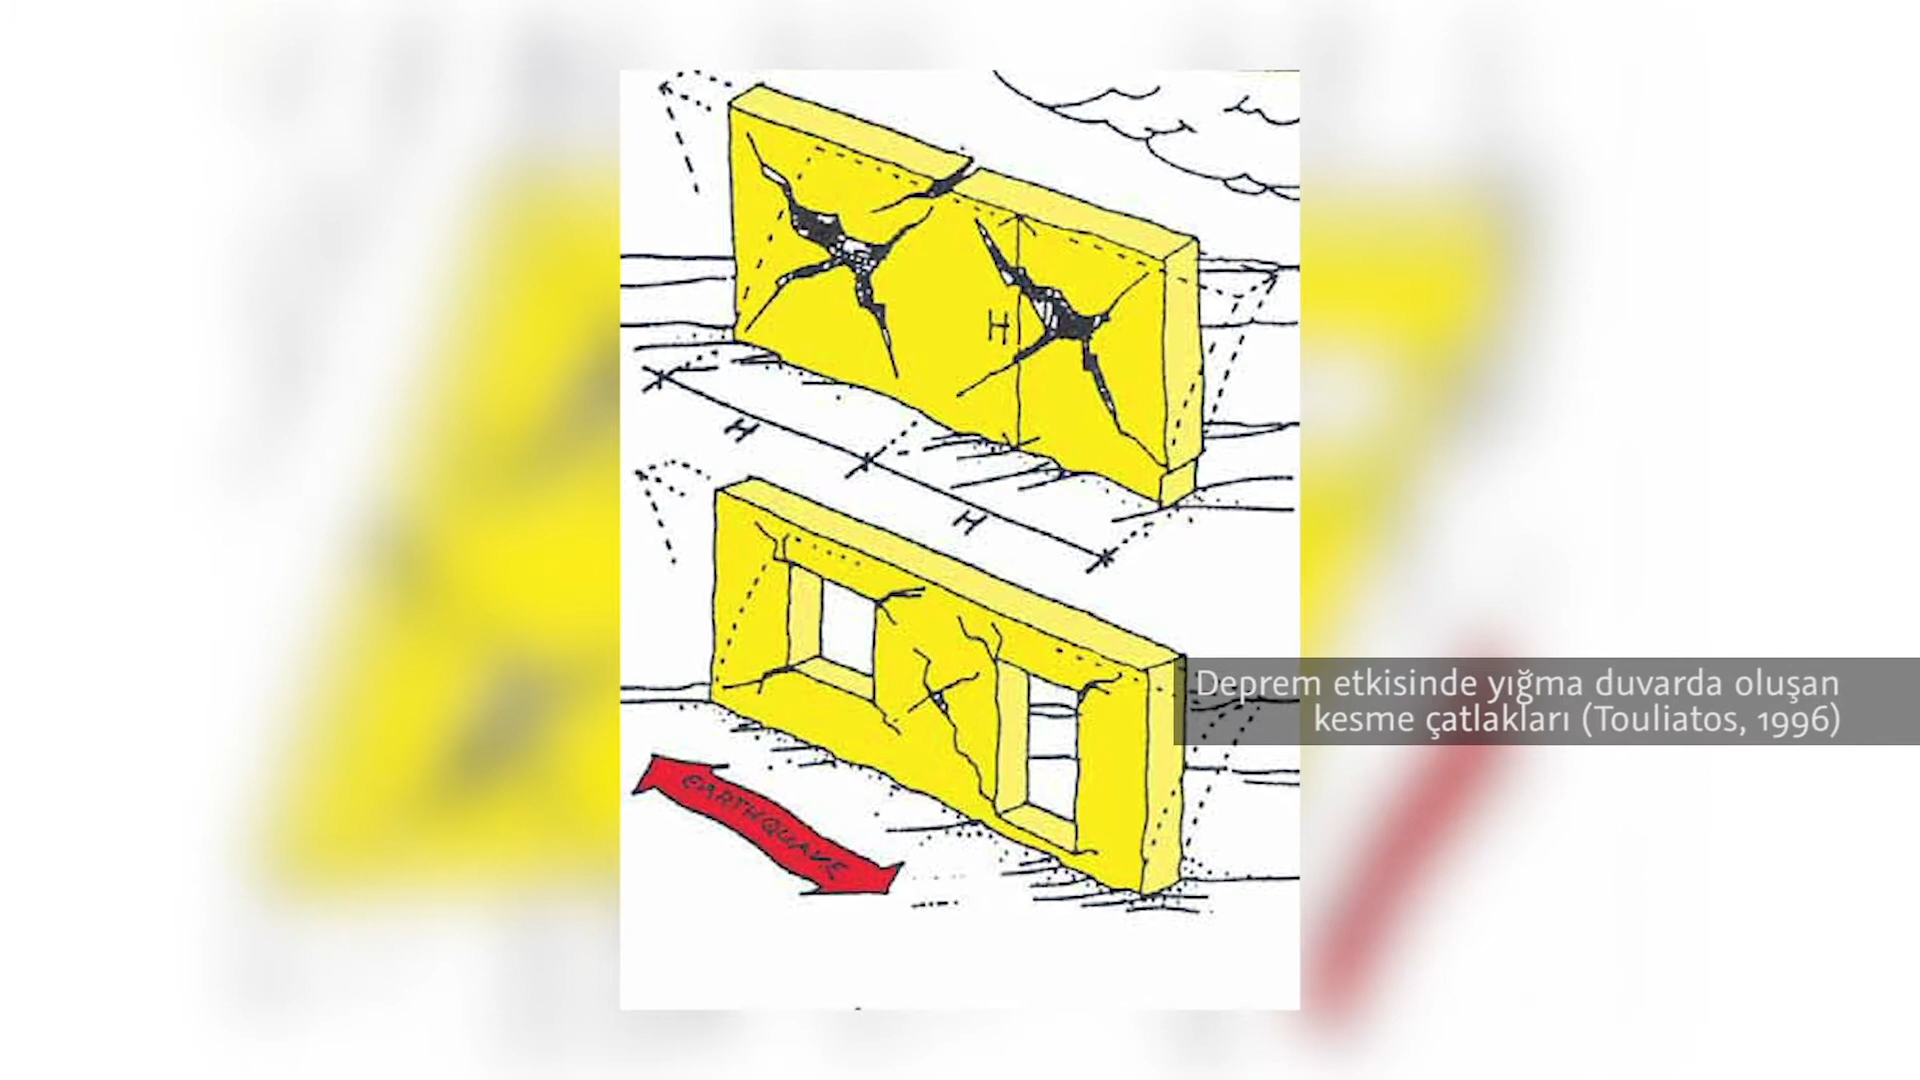 H
H
H
EARTHQUAKE
Deprem etkisinde yığma duvarda oluşan
kesme çatlakları (Touliatos, 1996)